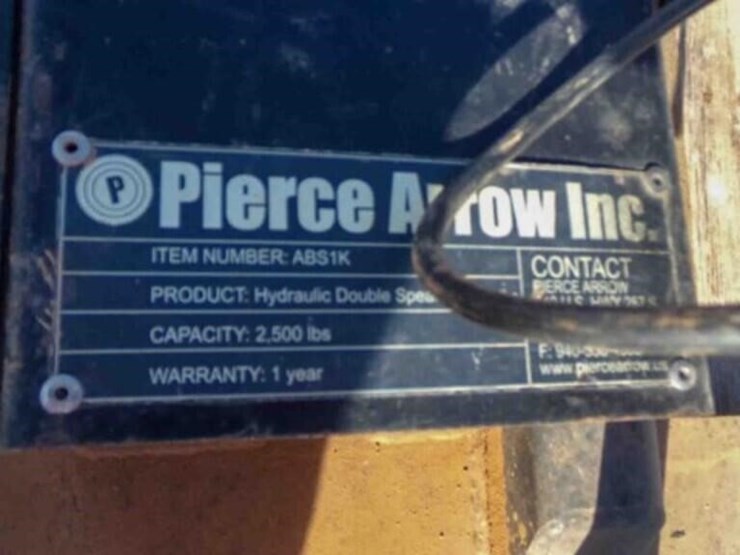 P Pierce Arrow Inc.
ITEM NUMBER: ABS1K
PRODUCT: Hydraulic Double
CAPACITY: 2,500 lbs
WARRANTY: 1 year
CONTACT
PIERCE ARROW
U.S. HWY
www.piercearrow.us